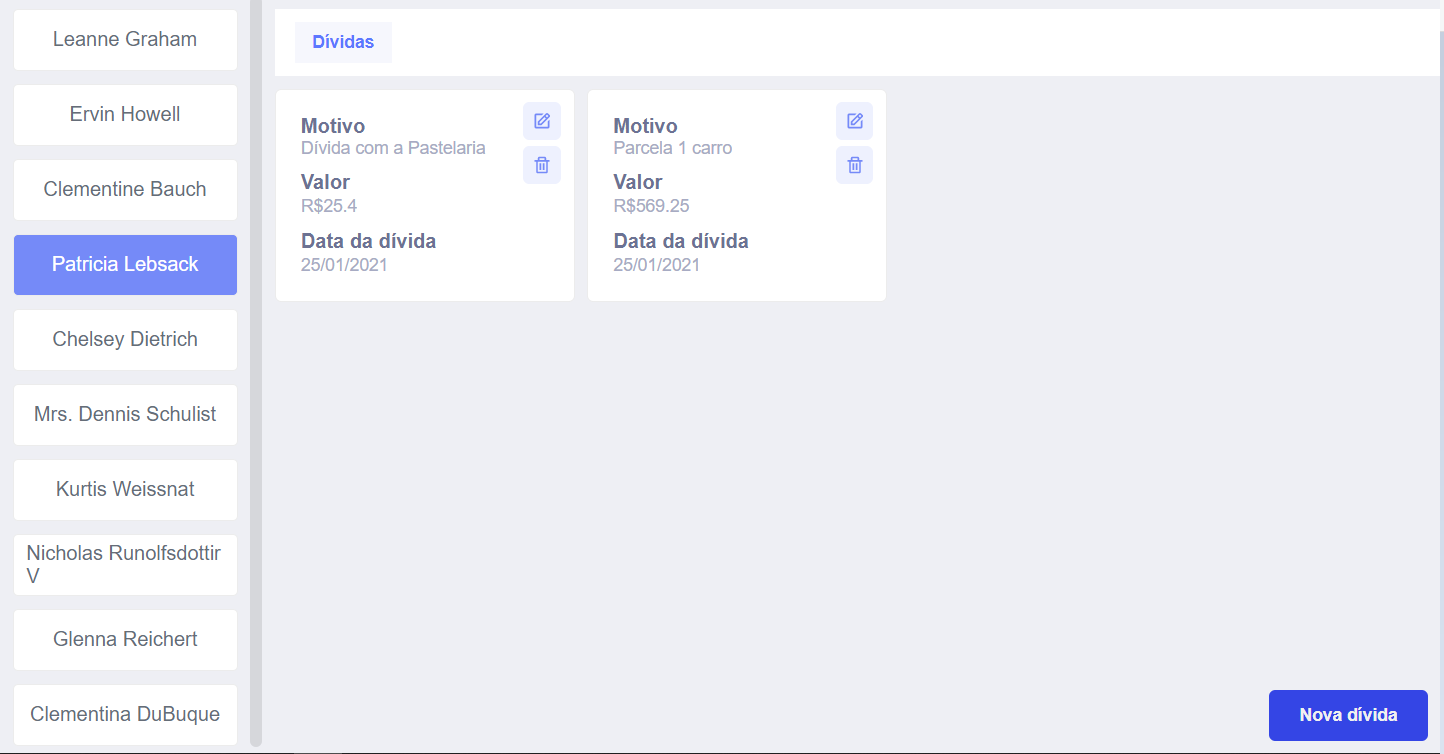 Leanne Graham
Ervin Howell
Clementine Bauch
Patricia Lebsack
Chelsey Dietrich
Mrs. Dennis Schulist
Kurtis Weissnat
Nicholas Runolfsdottir
V
Glenna Reichert
Clementina DuBuque
Dívidas
Motivo
Dívida com a Pastelaria
Valor
R$25.4
Data da dívida
25/01/2021
Motivo
Parcela 1 carro
Valor
R$569.25
Data da dívida
25/01/2021
Nova dívida